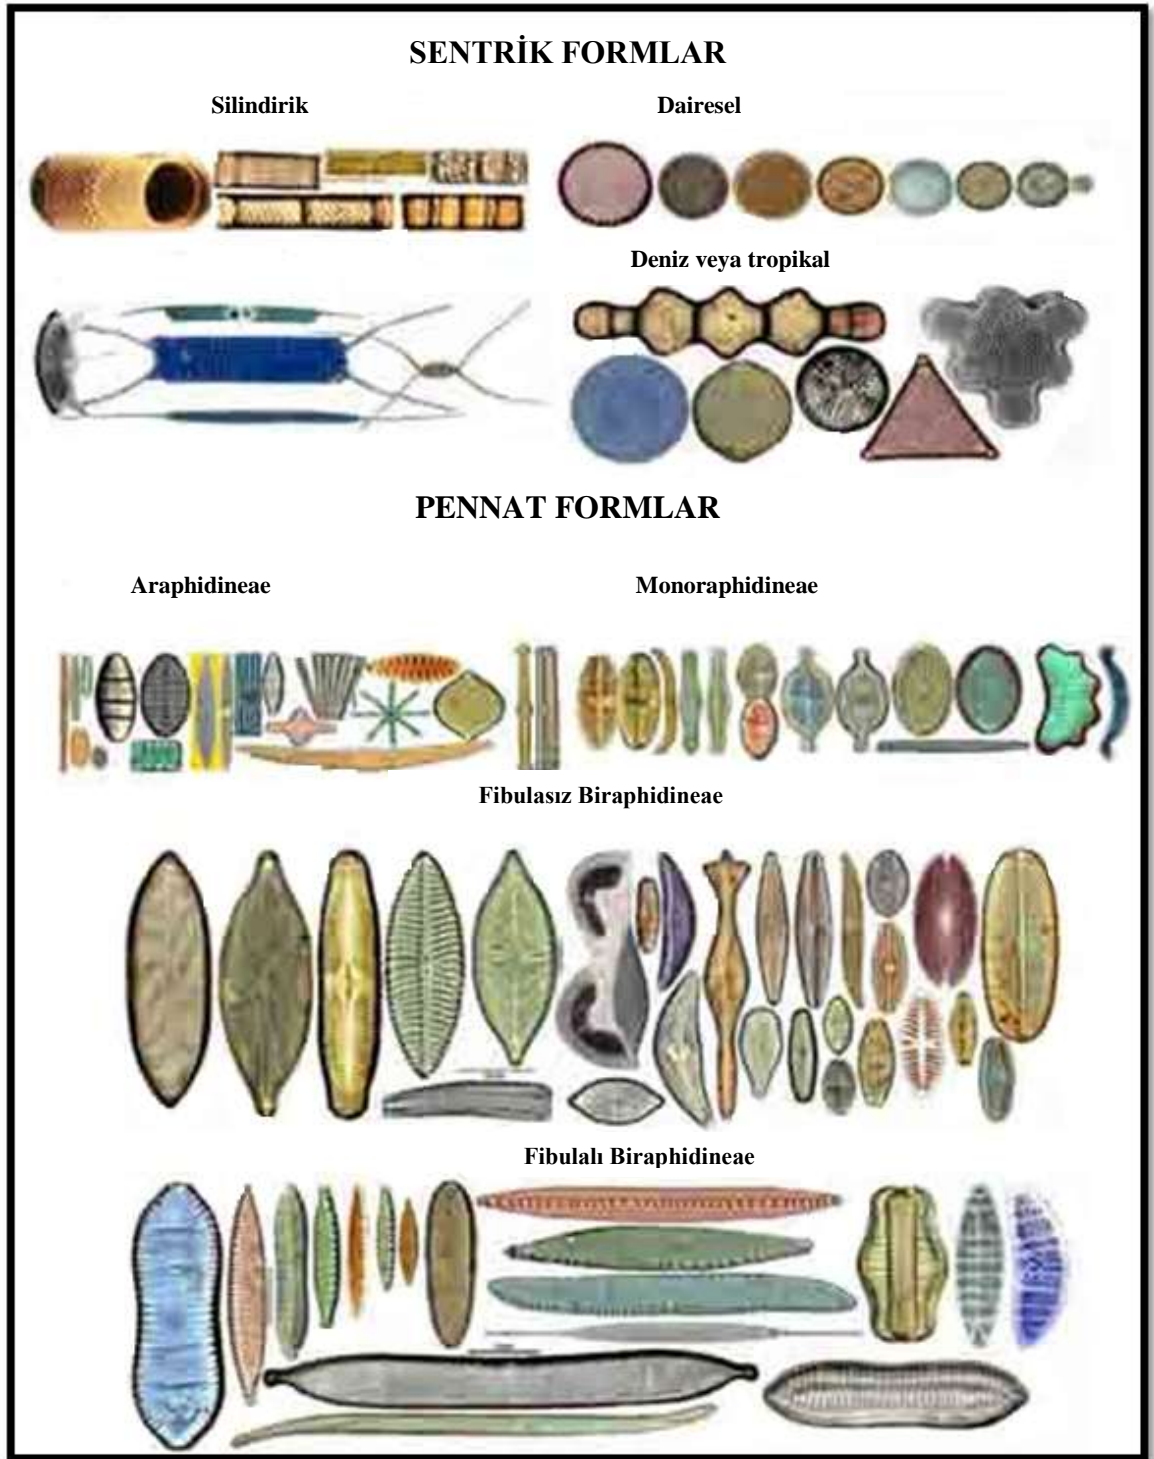 SENTRİK FORMLAR
Silindirik
Dairesel
Deniz veya tropikal
PENNAT FORMLAR
Araphidineae
Monoraphidineae
Fibulasız Biraphidineae
Fibulalı Biraphidineae